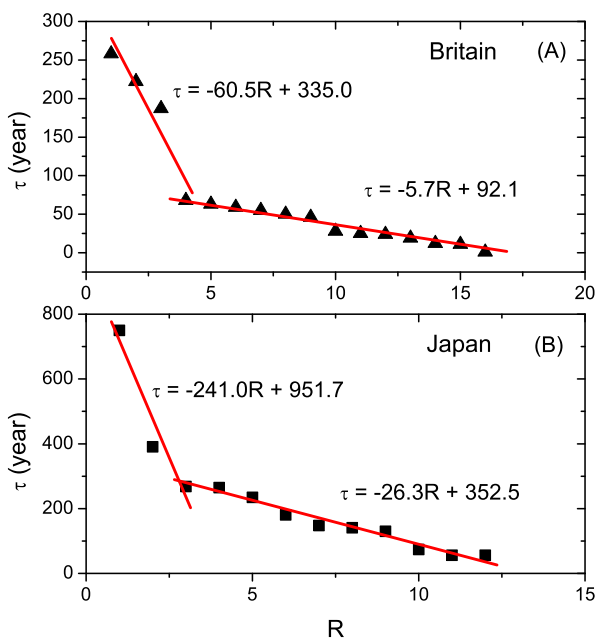 300
250
200
150
100
50
0
τ (year)
Britain (A)
τ = -60.5R + 335.0
τ = -5.7R + 92.1
0 5 10 15 20
800
600
400
200
0
τ (year)
Japan (B)
τ = -241.0R + 951.7
τ = -26.3R + 352.5
0 5 10 15
R